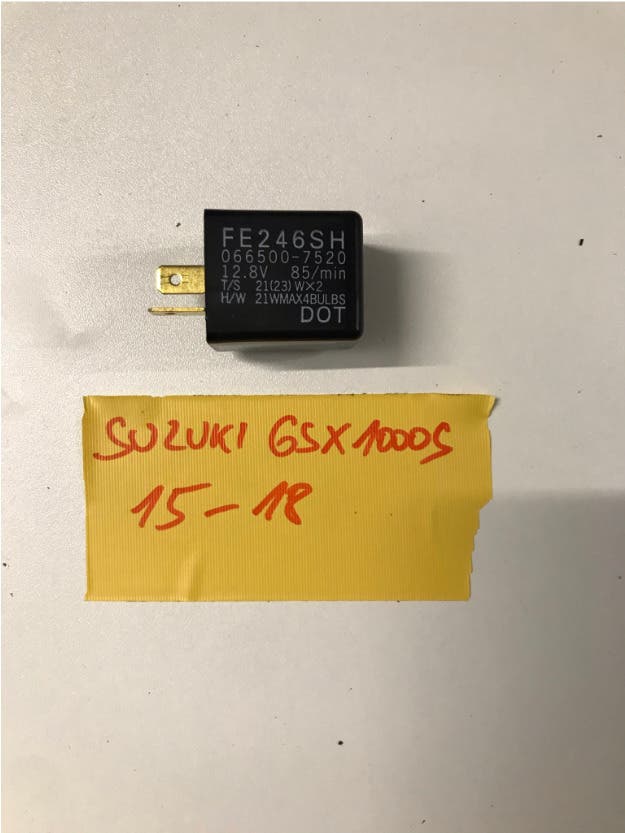 FE246SH
066500-7520
12.8V 85/min
T/S 21(23)W×2
H/W 21WMAX4BULBS
DOT
SUZUKI GSX1000S
15-18